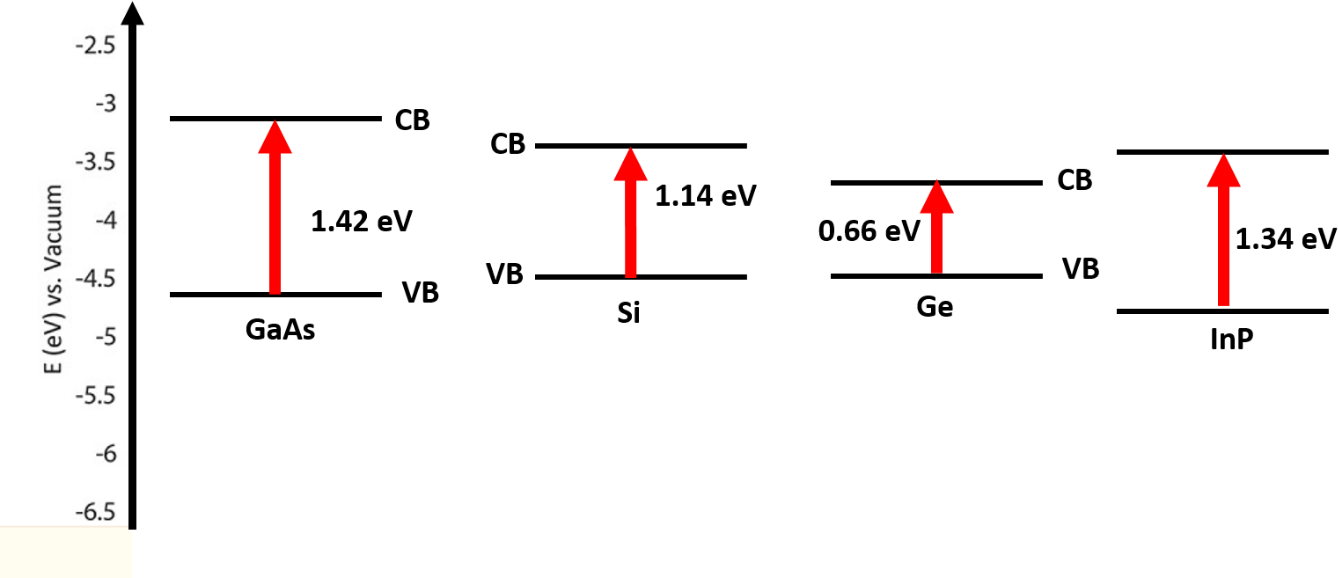 E (eV) vs. Vacuum
-2.5
-3
-3.5
-4
-4.5
-5
-5.5
-6
-6.5
CB
1.42 eV
VB
GaAs
CB
1.14 eV
VB
Si
CB
0.66 eV
VB
Ge
1.34 eV
InP